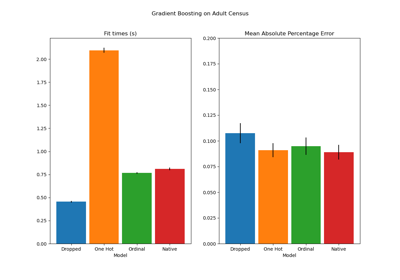 Gradient Boosting on Adult Census
Fit times (s)
2.00
1.75
1.50
1.25
1.00
0.75
0.50
0.25
0.00
Dropped One Hot Ordinal Native
Model
Mean Absolute Percentage Error
0.200
0.175
0.150
0.125
0.100
0.075
0.050
0.025
0.000
Dropped One Hot Ordinal Native
Model